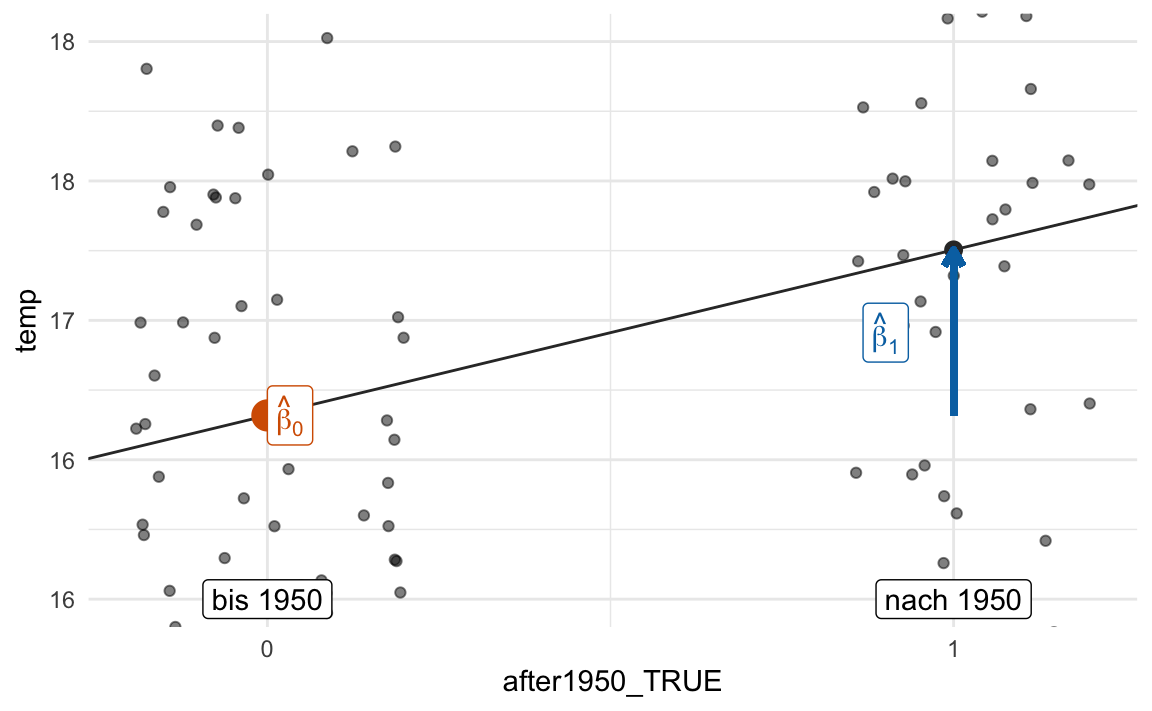 18
18
17
16
16
temp
β̂0
β̂1
bis 1950
nach 1950
0
1
after1950_TRUE